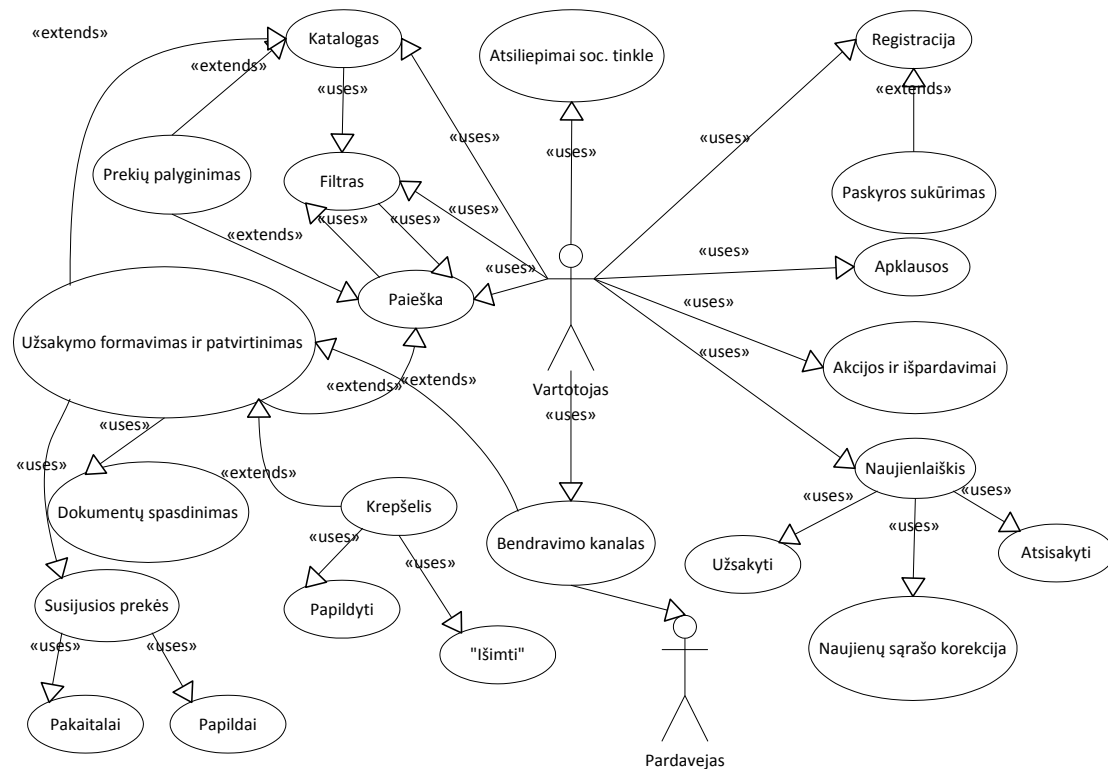 «extends»
Katalogas
Atsiliepimai soc. tinkle
Registracija
«extends»
«uses»
«extends»
«uses»
«uses»
«uses»
Prekių palyginimas
Filtras
Paskyros sukūrimas
«uses»
«uses»
«uses»
«extends»
«uses»
Apklausos
«uses»
Paieška
«uses»
Užsakymo formavimas ir patvirtinimas
«uses»
Akcijos ir išpardavimai
«extends»
«extends»
Vartotojas
«uses»
«uses»
«uses»
«extends»
Naujienlaiškis
Dokumentų spasdinimas
Krepšelis
«uses»
«uses»
«uses»
«uses»
«uses»
Bendravimo kanalas
Užsakyti
Atsisakyti
Susijusios prekės
Papildyti
«uses»
«uses»
"Išimti"
Naujienų sąrašo korekcija
Pakaitalai
Papildai
Pardavejas